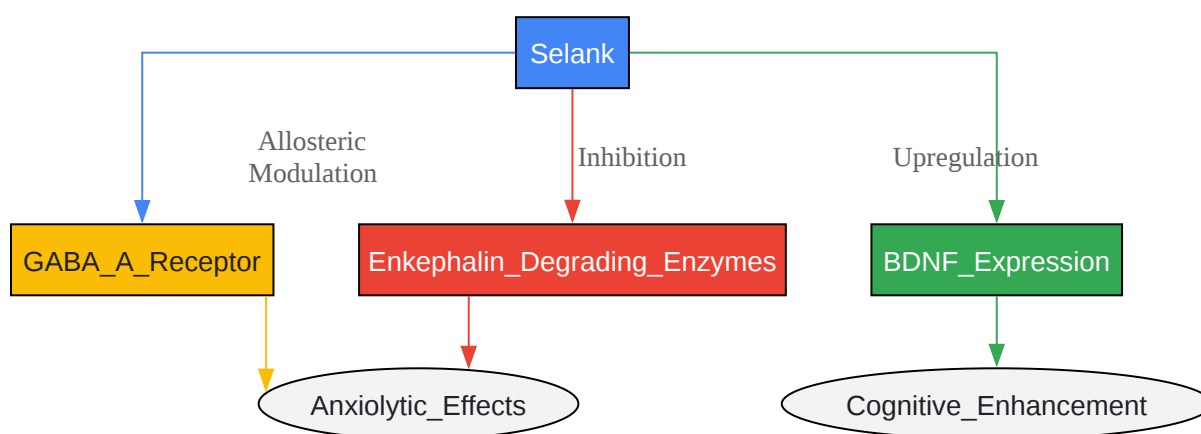 Selank
Allosteric
Modulation
Inhibition
Upregulation
GABA_A_Receptor
Enkephalin_Degrading_Enzymes
BDNF_Expression
Anxiolytic_Effects
Cognitive_Enhancement